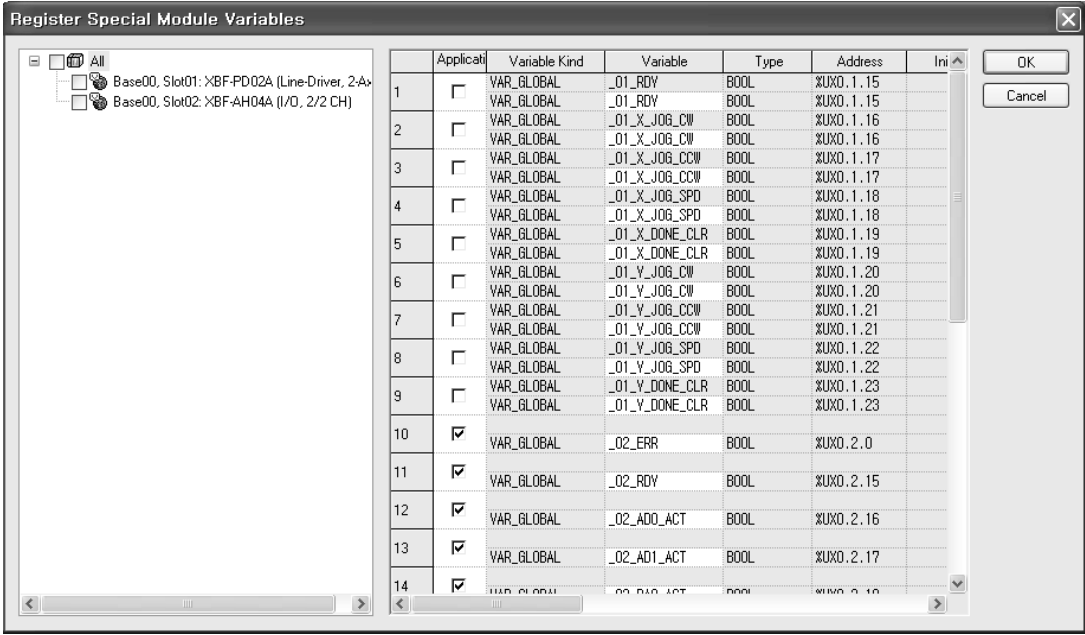 Register Special Module Variables
All
Base00, Slot01: XBF-PD02A (Line-Driver, 2-Ax
Base00, Slot02: XBF-AH04A (I/O, 2/2 CH)
Applicati Variable Kind Variable Type Address Ini
1 VAR_GLOBAL _01_RDY BOOL %UX0.1.15
VAR_GLOBAL _01_RDY BOOL %UX0.1.15
2 VAR_GLOBAL _01_X_JOG_CW BOOL %UX0.1.16
VAR_GLOBAL _01_X_JOG_CW BOOL %UX0.1.16
3 VAR_GLOBAL _01_X_JOG_CCW BOOL %UX0.1.17
VAR_GLOBAL _01_X_JOG_CCW BOOL %UX0.1.17
4 VAR_GLOBAL _01_X_JOG_SPD BOOL %UX0.1.18
VAR_GLOBAL _01_X_JOG_SPD BOOL %UX0.1.18
5 VAR_GLOBAL _01_X_DONE_CLR BOOL %UX0.1.19
VAR_GLOBAL _01_X_DONE_CLR BOOL %UX0.1.19
6 VAR_GLOBAL _01_Y_JOG_CW BOOL %UX0.1.20
VAR_GLOBAL _01_Y_JOG_CW BOOL %UX0.1.20
7 VAR_GLOBAL _01_Y_JOG_CCW BOOL %UX0.1.21
VAR_GLOBAL _01_Y_JOG_CCW BOOL %UX0.1.21
8 VAR_GLOBAL _01_Y_JOG_SPD BOOL %UX0.1.22
VAR_GLOBAL _01_Y_JOG_SPD BOOL %UX0.1.22
9 VAR_GLOBAL _01_Y_DONE_CLR BOOL %UX0.1.23
VAR_GLOBAL _01_Y_DONE_CLR BOOL %UX0.1.23
10 VAR_GLOBAL _02_ERR BOOL %UX0.2.0
11 VAR_GLOBAL _02_RDY BOOL %UX0.2.15
12 VAR_GLOBAL _02_AD0_ACT BOOL %UX0.2.16
13 VAR_GLOBAL _02_AD1_ACT BOOL %UX0.2.17
14
OK
Cancel